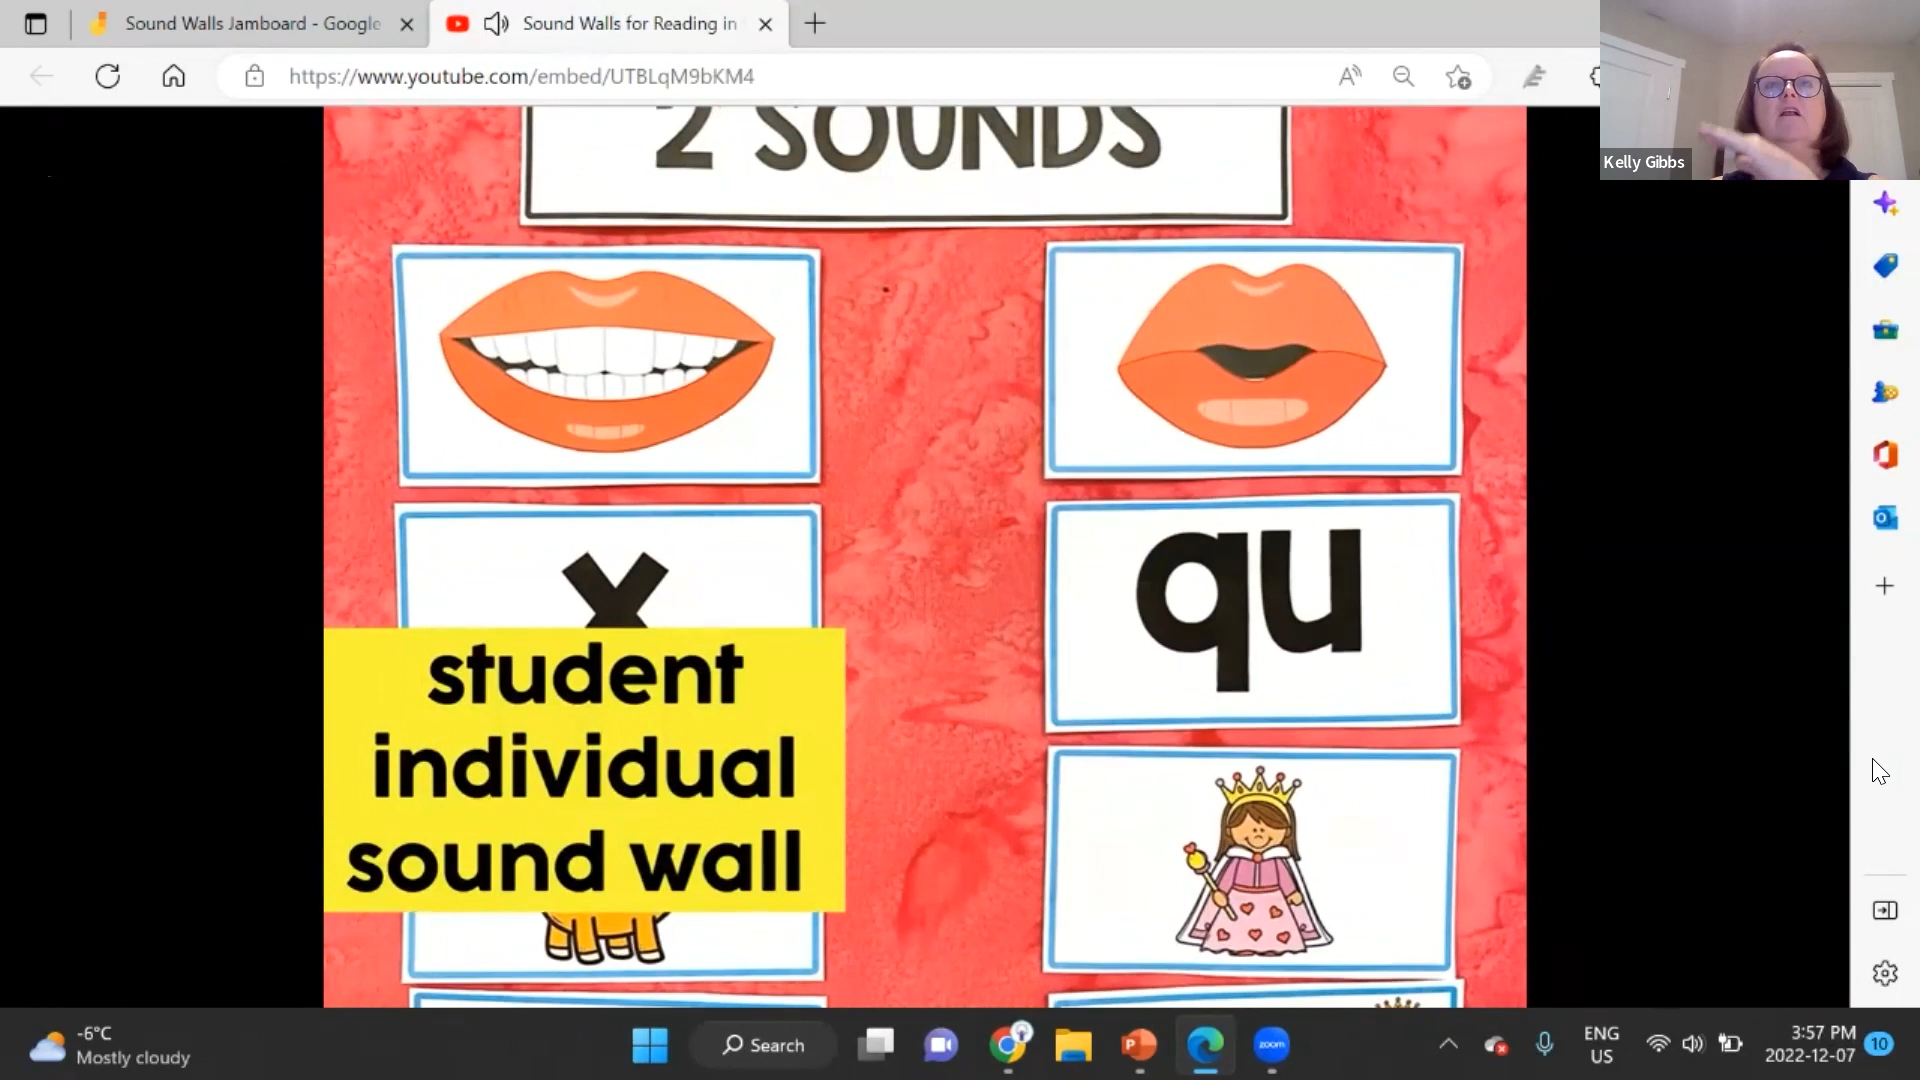 Sound Walls Jamboard - Google
Sound Walls for Reading in
https://www.youtube.com/embed/UTBLqM9bKM4
Kelly Gibbs
2 SOUNDS
x
qu
student
individual
sound wall
-6°C
Mostly cloudy
Search
zoom
ENG
US
3:57 PM
2022-12-07
10